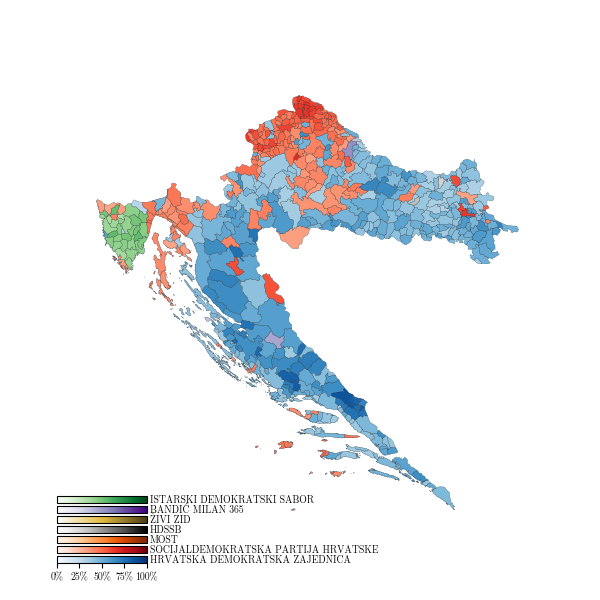 ISTARSKI DEMOKRATSKI SABOR
BANDIĆ MILAN 365
ZIVI ZID
HDSSB
MOST
SOCIJALDEMOKRATSKA PARTIJA HRVATSKE
HRVATSKA DEMOKRATSKA ZAJEDNICA
0% 25% 50% 75% 100%